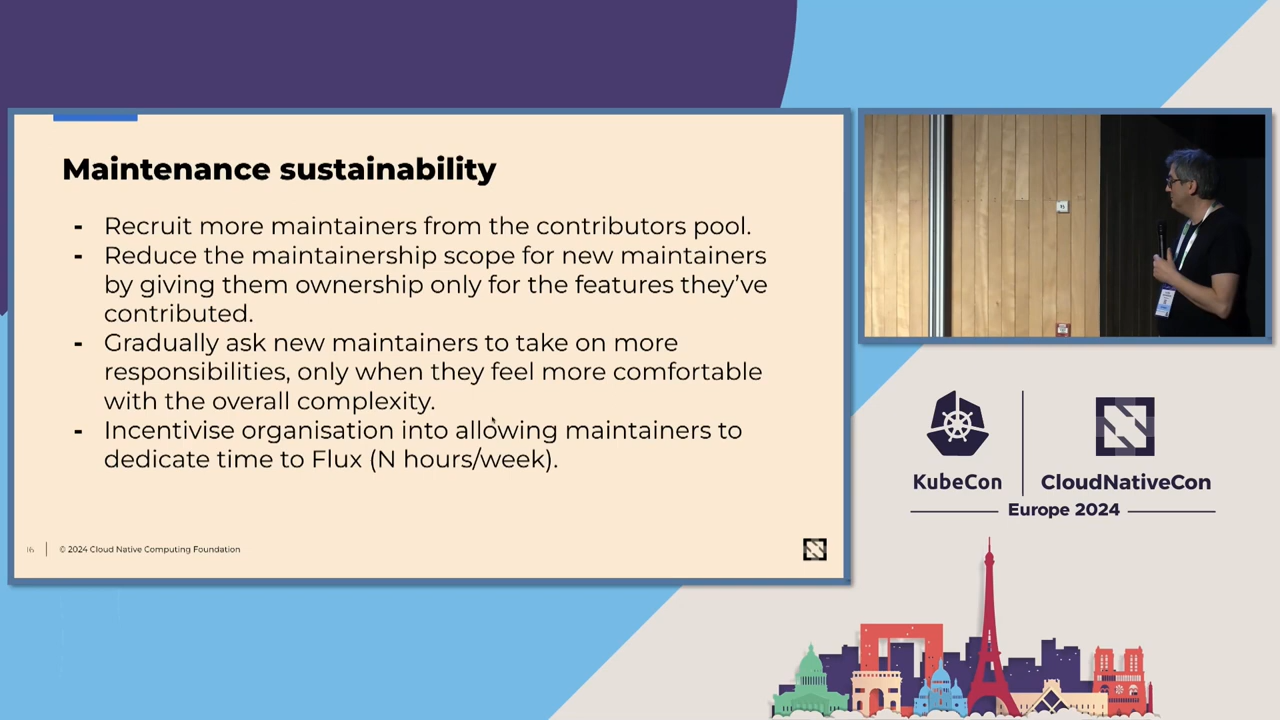 Maintenance sustainability
- Recruit more maintainers from the contributors pool.
- Reduce the maintainership scope for new maintainers
by giving them ownership only for the features they've
contributed.
- Gradually ask new maintainers to take on more
responsibilities, only when they feel more comfortable
with the overall complexity.
- Incentivise organisation into allowing maintainers to
dedicate time to Flux (N hours/week).
16 | © 2024 Cloud Native Computing Foundation
KubeCon
CloudNativeCon
Europe 2024